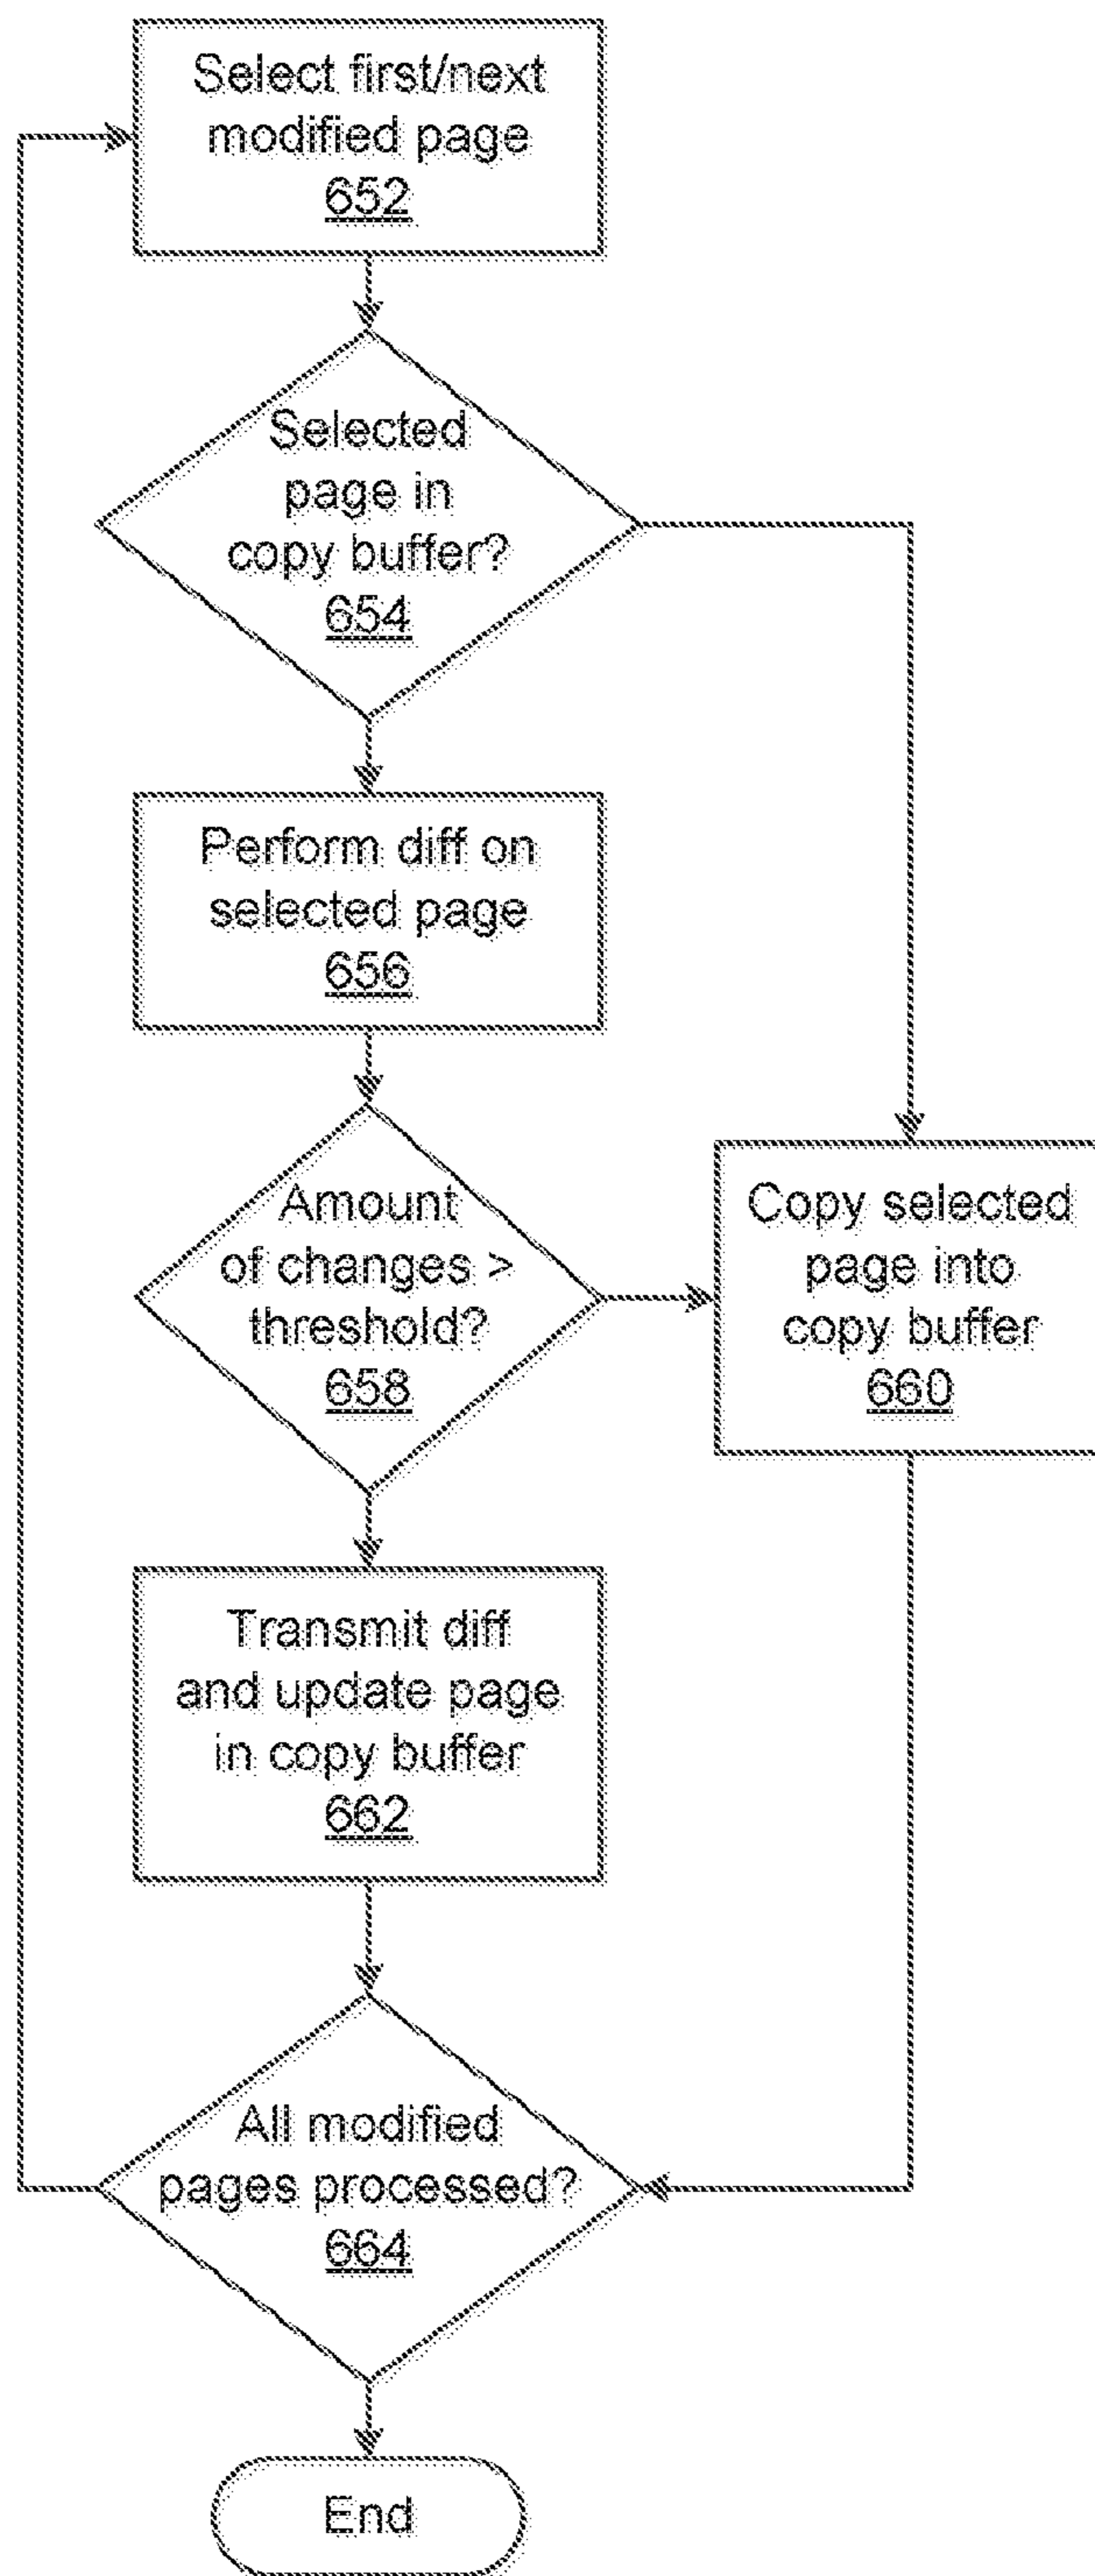 Select first/next
modified page
652
Selected
page in
copy buffer?
654
Perform diff on
selected page
656
Amount
of changes >
threshold?
658
Copy selected
page into
copy buffer
660
Transmit diff
and update page
in copy buffer
662
All modified
pages processed?
664
End